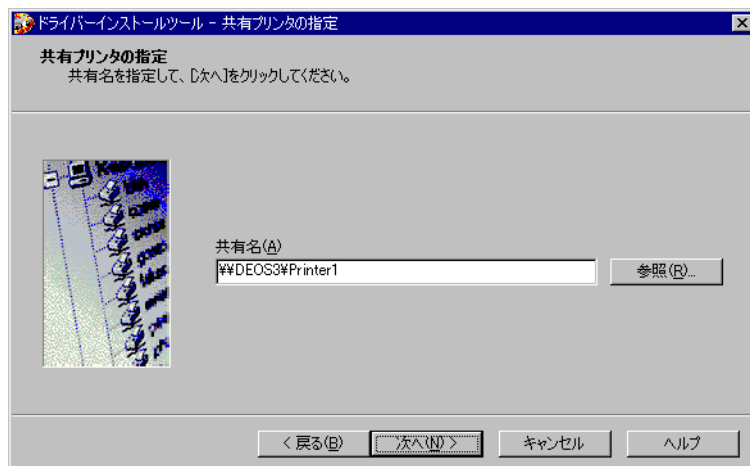 ドライバーインストールツール - 共有プリンタの指定
共有プリンタの指定
共有名を指定して、[次へ]をクリックしてください。
共有名(A)
¥¥DEOS3¥Printer1
参照(R)...
< 戻る(B)
次へ(N) >
キャンセル
ヘルプ